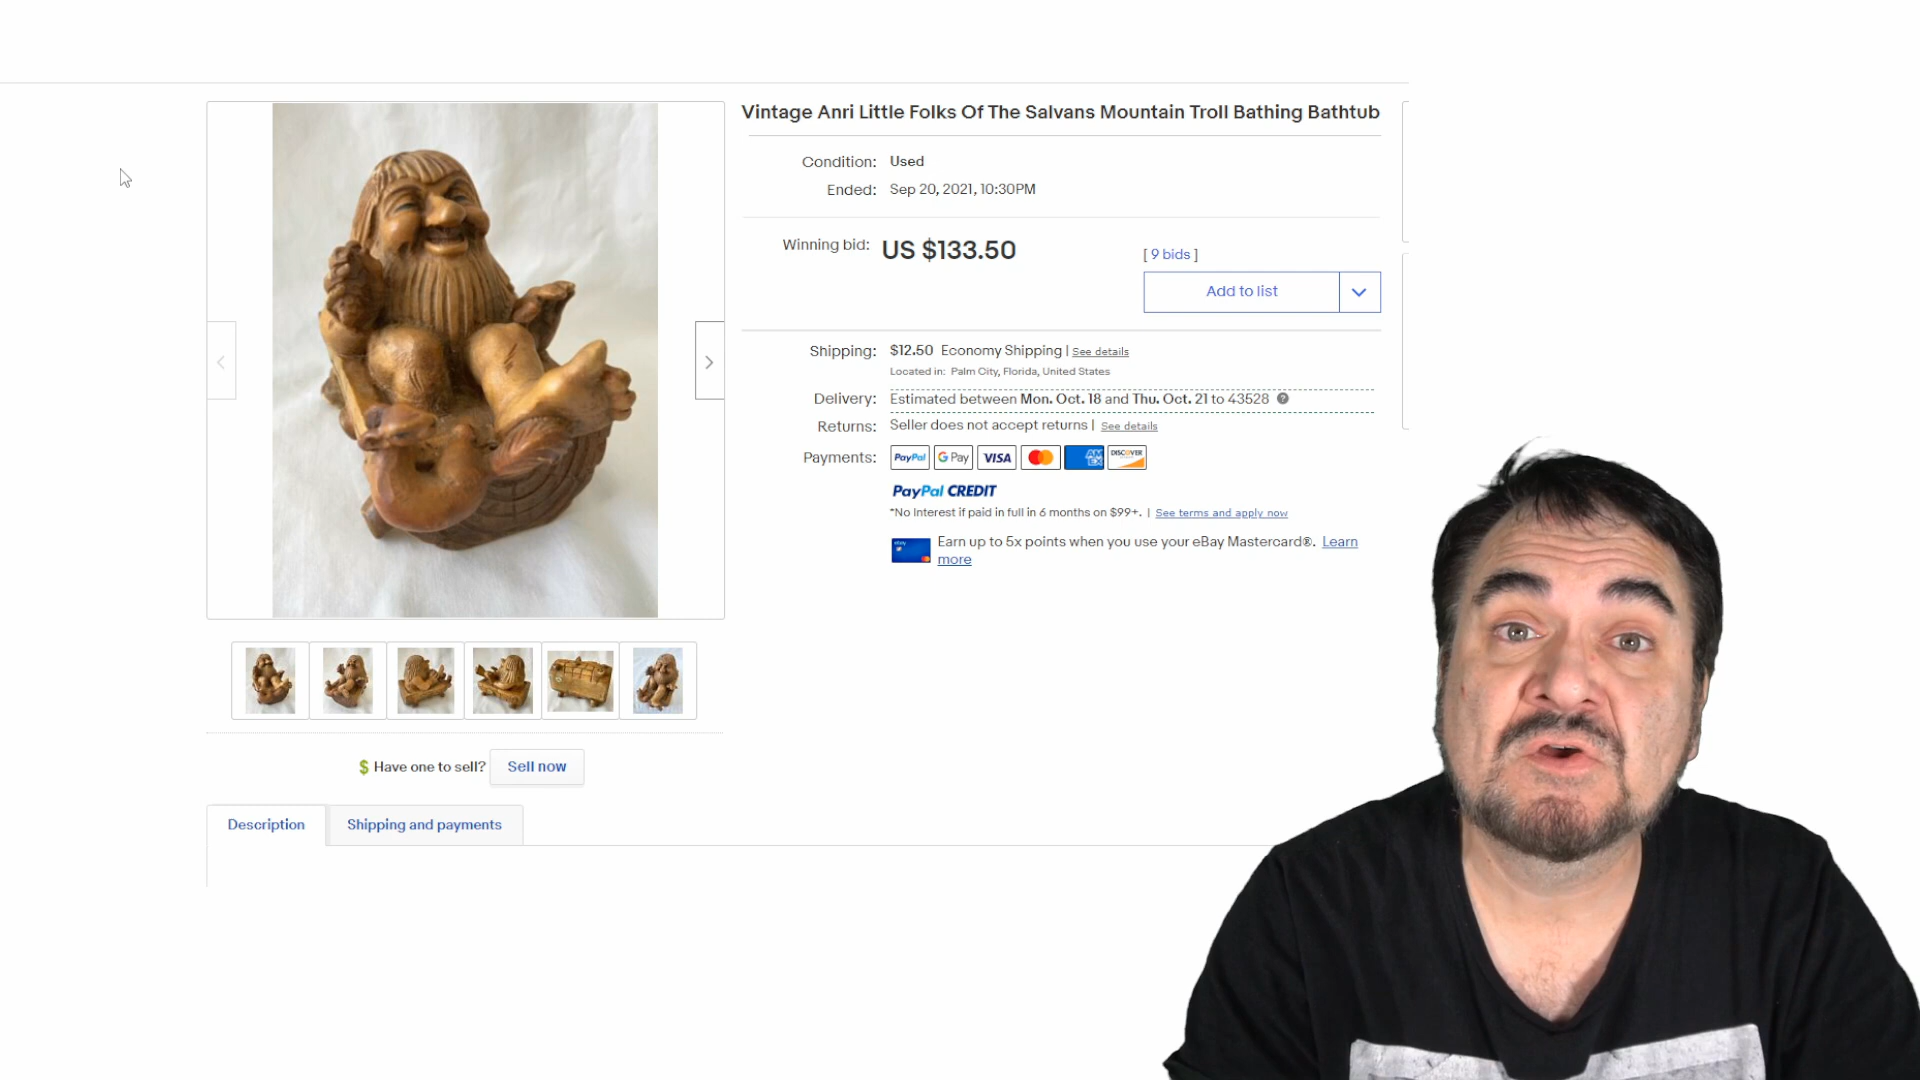 Vintage Anri Little Folks Of The Salvans Mountain Troll Bathing Bathtub
Condition: Used
Ended: Sep 20, 2021, 10:30PM
Winning bid: US $133.50
[ 9 bids ]
Add to list
Shipping: $12.50 Economy Shipping | See details
Located in: Palm City, Florida, United States
Delivery: Estimated between Mon. Oct. 18 and Thu. Oct. 21 to 43528
Returns: Seller does not accept returns | See details
Payments: PayPal G Pay VISA AM EX DISCOVER
PayPal CREDIT
*No Interest if paid in full in 6 months on $99+. | See terms and apply now
ebay
Earn up to 5x points when you use your eBay Mastercard®. Learn
more
$ Have one to sell? Sell now
Description
Shipping and payments